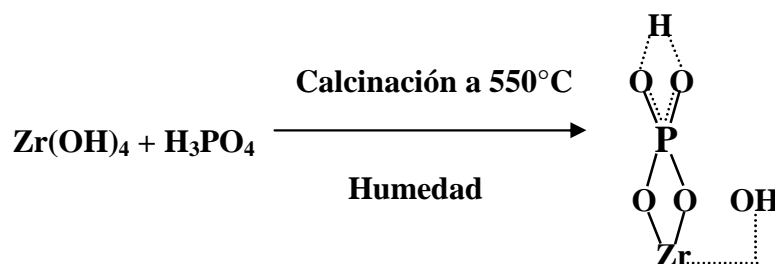 H
Calcinación a 550°C
O O
Zr(OH)₄ + H₃PO₄
P
Humedad
O O OH
Zr